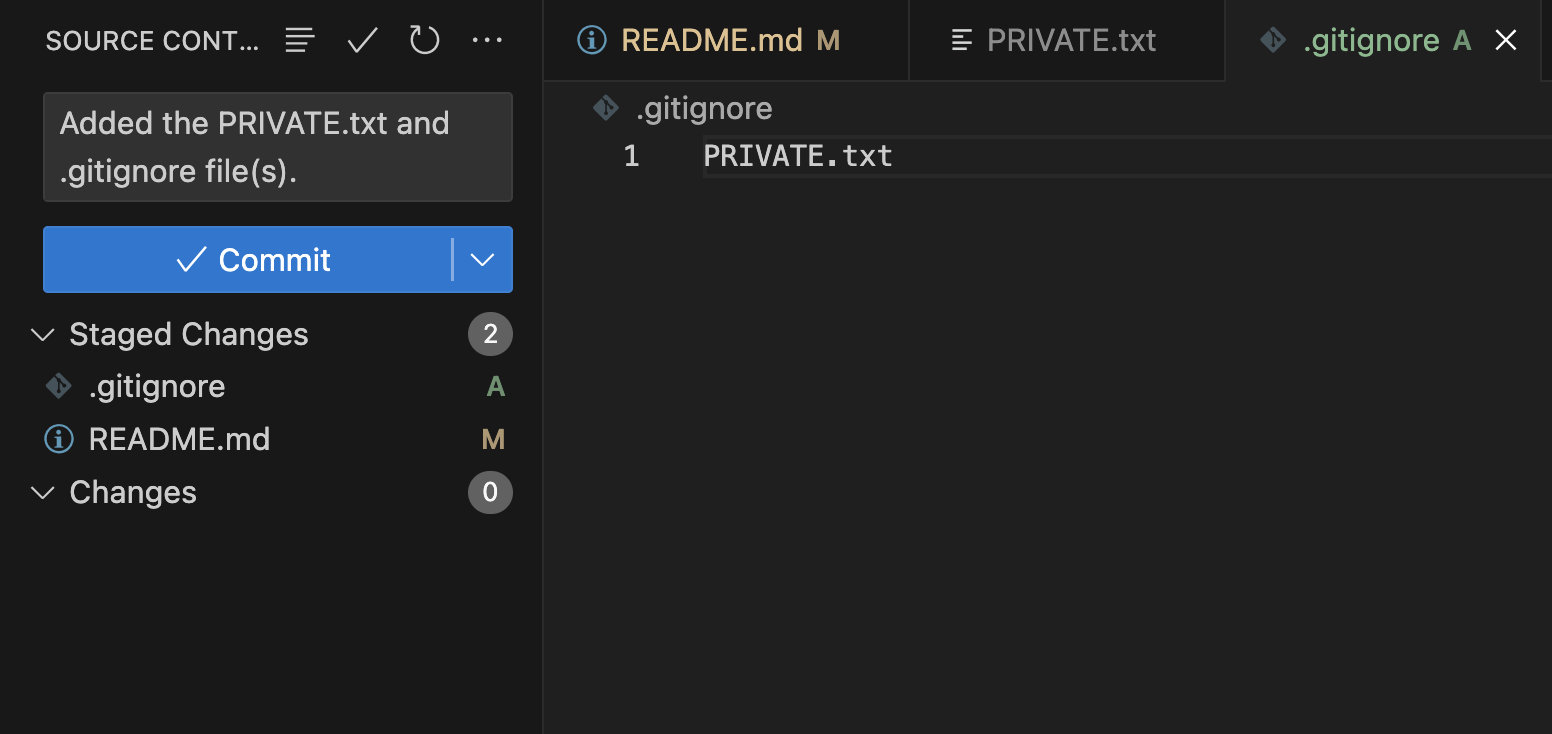 SOURCE CONT...
Added the PRIVATE.txt and
.gitignore file(s).
Commit
Staged Changes 2
.gitignore A
README.md M
Changes 0
README.md M
PRIVATE.txt
.gitignore A
.gitignore
1 PRIVATE.txt